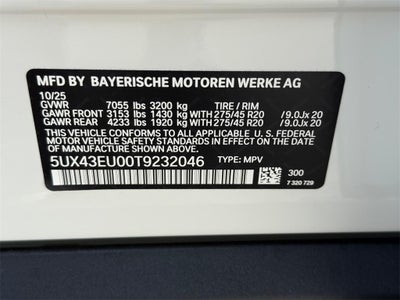 MFD BY BAYERISCHE MOTOREN WERKE AG
10/25
GVWR 7055 lbs 3200 kg TIRE / RIM
GAWR FRONT 3153 lbs 1430 kg WITH 275/45 R20 /9.0Jx 20
GAWR REAR 4233 lbs 1920 kg WITH 275/45 R20 /9.0Jx 20
THIS VEHICLE CONFORMS TO ALL APPLICABLE U. S. FEDERAL
MOTOR VEHICLE SAFETY STANDARDS IN EFFECT
ON THE DATE OF MANUFACTURE SHOWN ABOVE.
5UX43EU00T9232046 TYPE: MPV
300
7 320 729